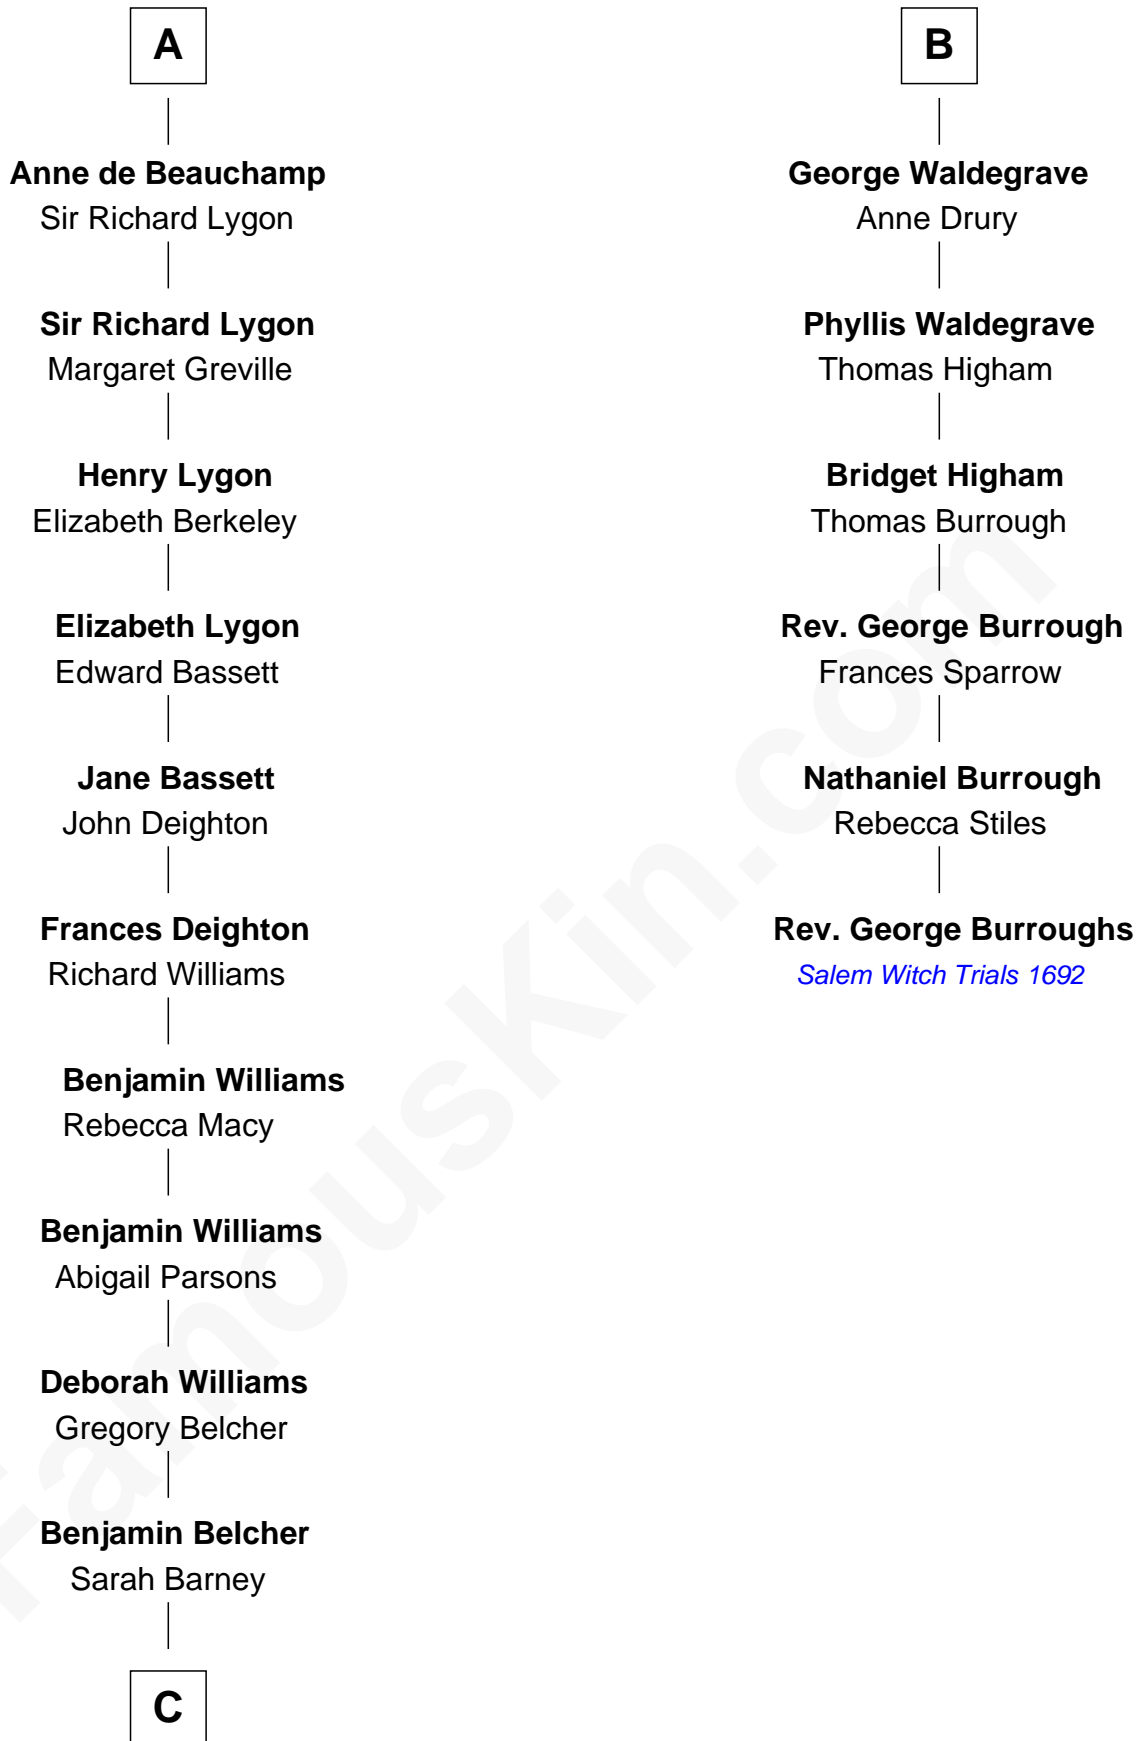 A
Anne de Beauchamp
Sir Richard Lygon
Sir Richard Lygon
Margaret Greville
Henry Lygon
Elizabeth Berkeley
Elizabeth Lygon
Edward Bassett
Jane Bassett
John Deighton
Frances Deighton
Richard Williams
Benjamin Williams
Rebecca Macy
Benjamin Williams
Abigail Parsons
Deborah Williams
Gregory Belcher
Benjamin Belcher
Sarah Barney
C
B
George Waldegrave
Anne Drury
Phyllis Waldegrave
Thomas Higham
Bridget Higham
Thomas Burrough
Rev. George Burrough
Frances Sparrow
Nathaniel Burrough
Rebecca Stiles
Rev. George Burroughs
Salem Witch Trials 1692
FamousKin.com